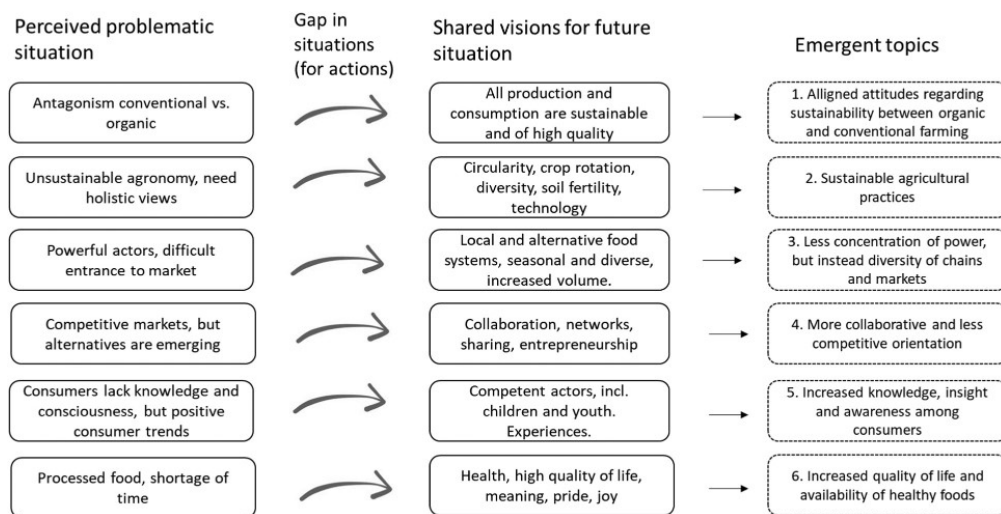 Perceived problematic
situation
Gap in
situations
(for actions)
Shared visions for future
situation
Emergent topics
Antagonism conventional vs.
organic
All production and
consumption are sustainable
and of high quality
1. Alligned attitudes regarding
sustainability between organic
and conventional farming
Unsustainable agronomy, need
holistic views
Circularity, crop rotation,
diversity, soil fertility,
technology
2. Sustainable agricultural
practices
Powerful actors, difficult
entrance to market
Local and alternative food
systems, seasonal and diverse,
increased volume.
3. Less concentration of power,
but instead diversity of chains
and markets
Competitive markets, but
alternatives are emerging
Collaboration, networks,
sharing, entrepreneurship
4. More collaborative and less
competitive orientation
Consumers lack knowledge and
consciousness, but positive
consumer trends
Competent actors, incl.
children and youth.
Experiences.
5. Increased knowledge, insight
and awareness among
consumers
Processed food, shortage of
time
Health, high quality of life,
meaning, pride, joy
6. Increased quality of life and
availability of healthy foods